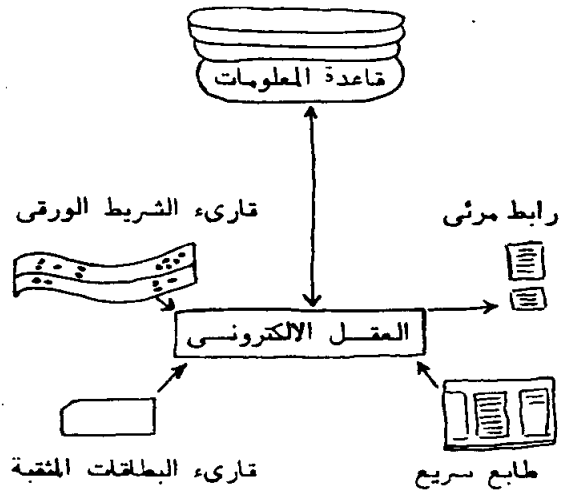 قاعدة المعلومات
قارىء الشريط الورقى
رابط مرئى
العقل الالكترونى
قارىء البطاقات المثقبة
طابع سريع